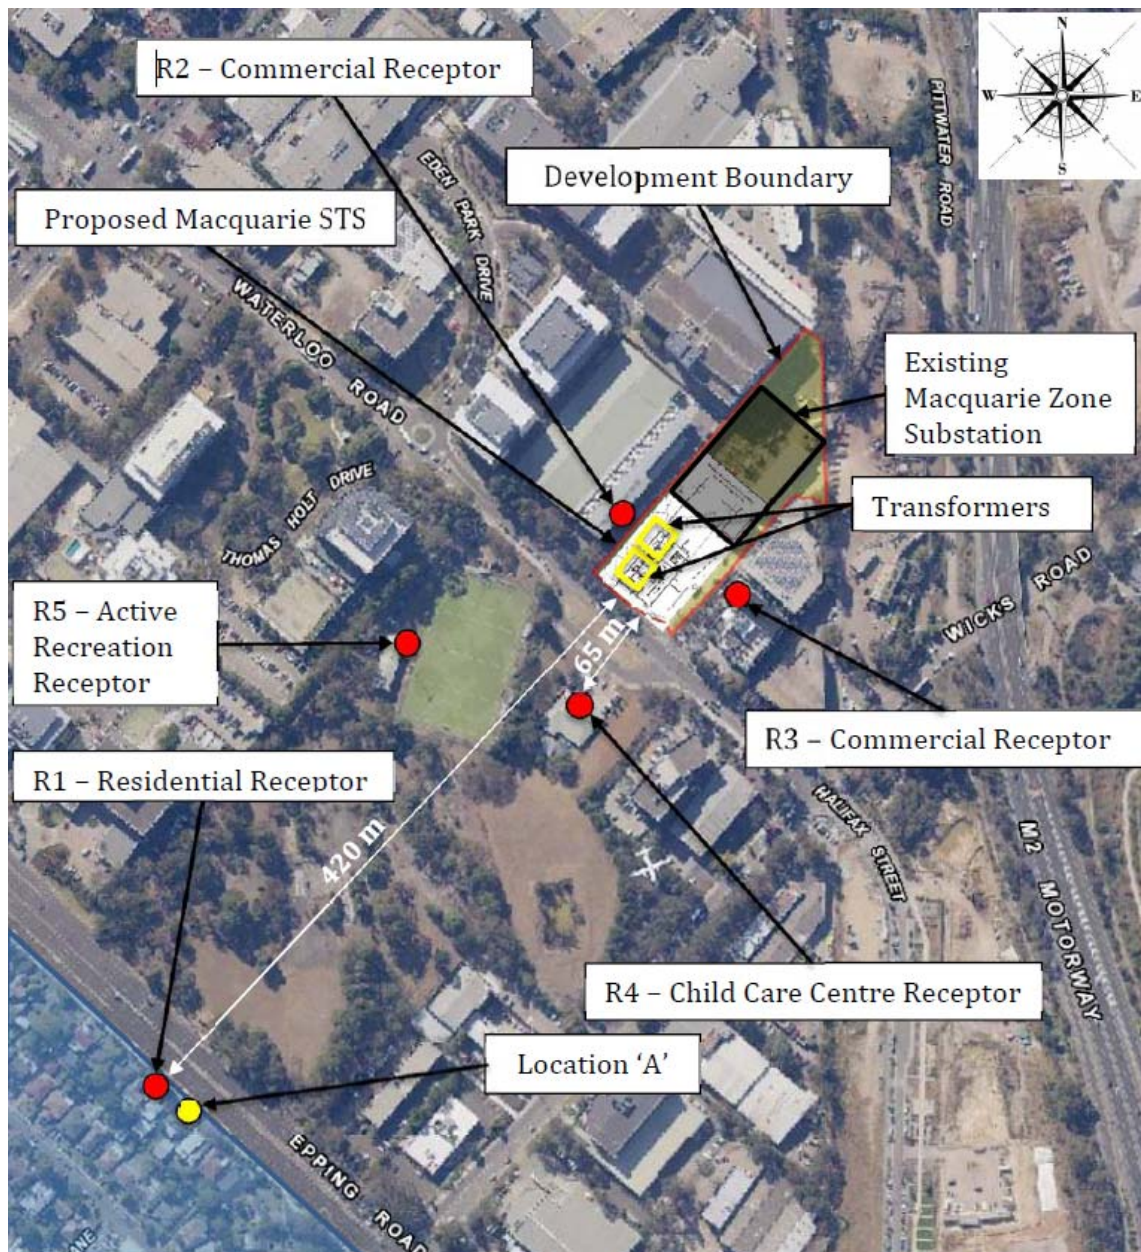 N
W
E
S
R2 – Commercial Receptor
Development Boundary
Proposed Macquarie STS
EDEN PARK DRIVE
PITTWATER ROAD
WATERLOO ROAD
Existing
Macquarie Zone
Substation
Transformers
THOMAS HOLT DRIVE
WICKS ROAD
R5 – Active
Recreation
Receptor
65 m
R3 – Commercial Receptor
R1 – Residential Receptor
420 m
HALIFAX STREET
M2 MOTORWAY
R4 – Child Care Centre Receptor
Location ‘A’
EPPING ROAD
ANE